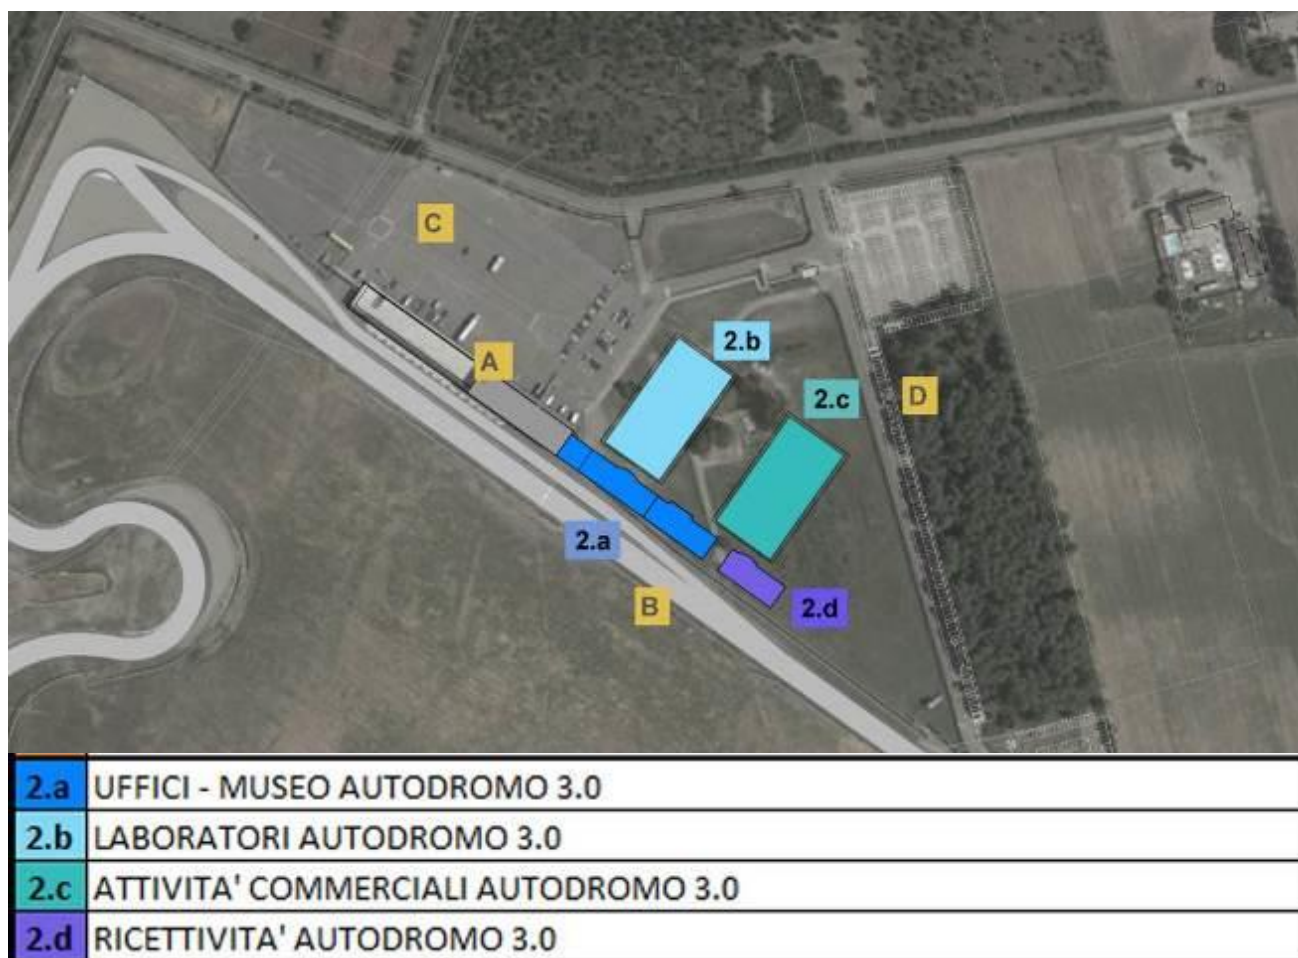 C
2.b
A
2.c
D
2.a
B
2.d
2.a UFFICI - MUSEO AUTODROMO 3.0
2.b LABORATORI AUTODROMO 3.0
2.c ATTIVITA' COMMERCIALI AUTODROMO 3.0
2.d RICETTIVITA' AUTODROMO 3.0